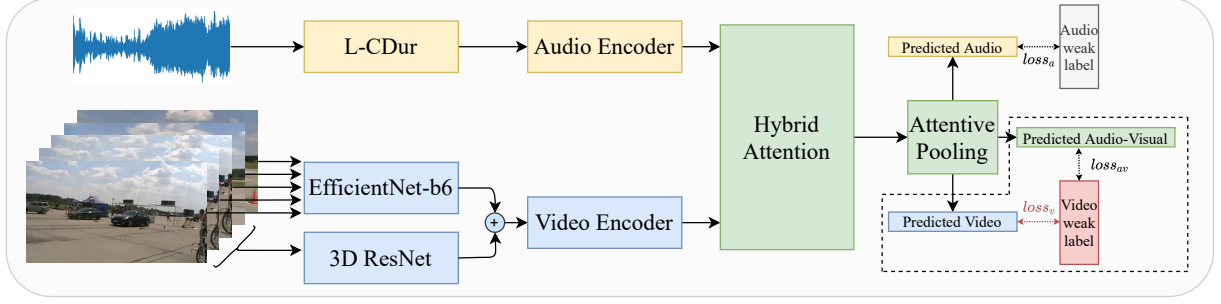 L-CDur
Audio Encoder
EfficientNet-b6
3D ResNet
+
Video Encoder
Hybrid
Attention
Attentive
Pooling
Predicted Audio
loss_a
Audio
weak
label
Predicted Audio-Visual
loss_av
Predicted Video
loss_v
Video
weak
label